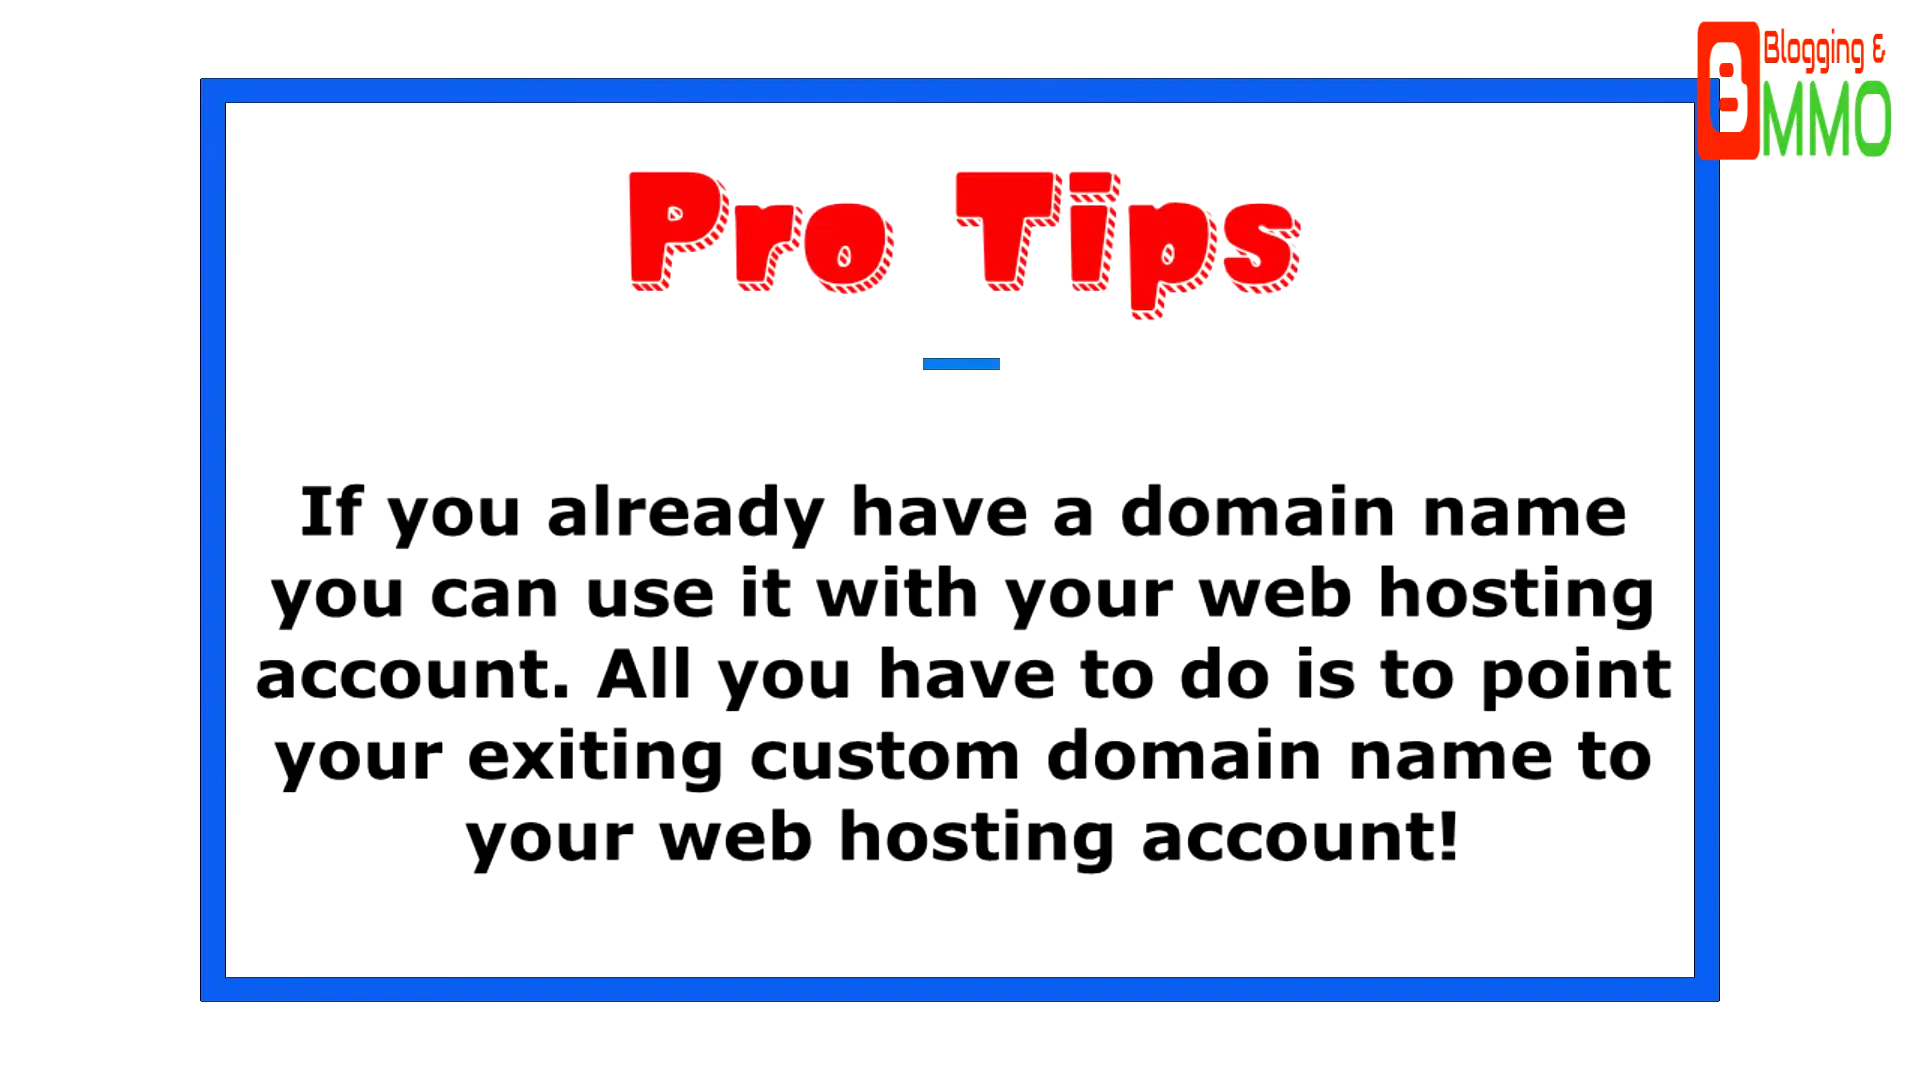 Blogging &
B MMO
Pro Tips
If you already have a domain name
you can use it with your web hosting
account. All you have to do is to point
your exiting custom domain name to
your web hosting account!